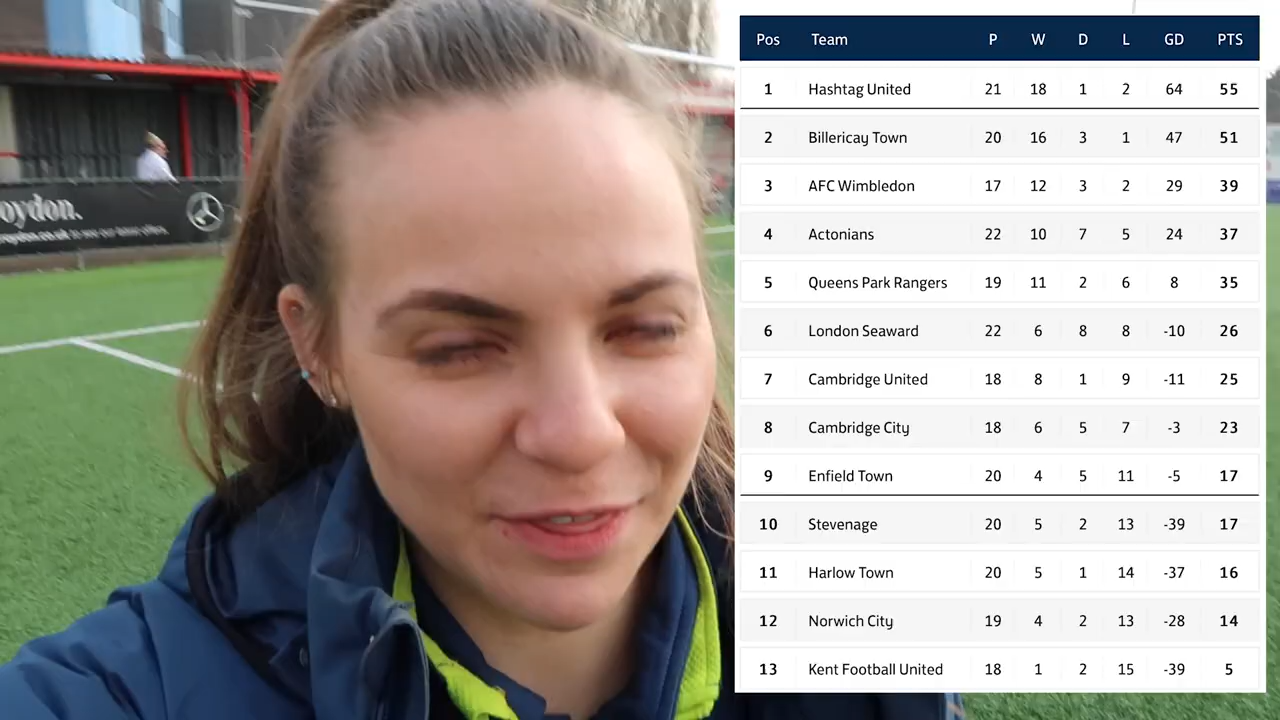 oydon.
Pos Team P W D L GD PTS
1 Hashtag United 21 18 1 2 64 55
2 Billericay Town 20 16 3 1 47 51
3 AFC Wimbledon 17 12 3 2 29 39
4 Actonians 22 10 7 5 24 37
5 Queens Park Rangers 19 11 2 6 8 35
6 London Seaward 22 6 8 8 -10 26
7 Cambridge United 18 8 1 9 -11 25
8 Cambridge City 18 6 5 7 -3 23
9 Enfield Town 20 4 5 11 -5 17
10 Stevenage 20 5 2 13 -39 17
11 Harlow Town 20 5 1 14 -37 16
12 Norwich City 19 4 2 13 -28 14
13 Kent Football United 18 1 2 15 -39 5